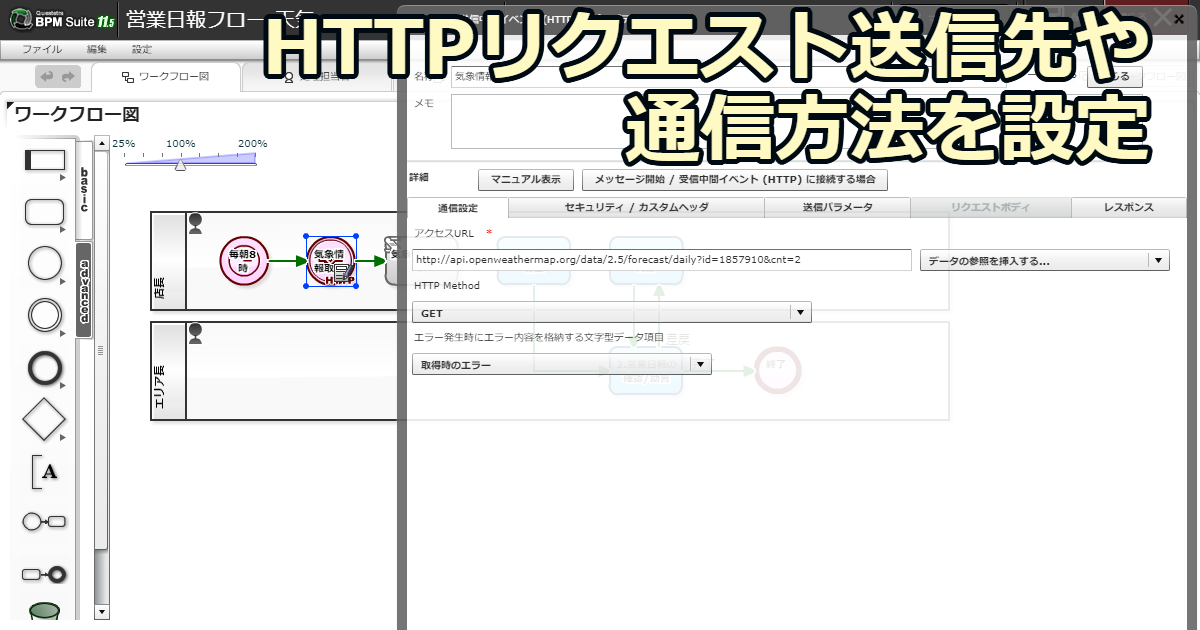 Questetra
BPM Suite 11.5
営業日報フロー 天気
HTTPリクエスト送信先や
通信方法を設定
ファイル 編集 設定
ワークフロー図
名
気象情報
る
メモ
ワークフロー図
25% 100% 200%
basic
advanced
詳細
マニュアル表示
メッセージ開始 / 受信中間イベント (HTTP) に接続する場合
通信設定
セキュリティ / カスタムヘッダ
送信パラメータ
リクエストボディ
レスポンス
アクセスURL *
http://api.openweathermap.org/data/2.5/forecast/daily?id=1857910&cnt=2
データの参照を挿入する...
HTTP Method
GET
エラー発生時にエラー内容を格納する文字型データ項目
取得時のエラー
店長
毎朝8
時
気象情
報取
HTTP
エリア長
終了
A